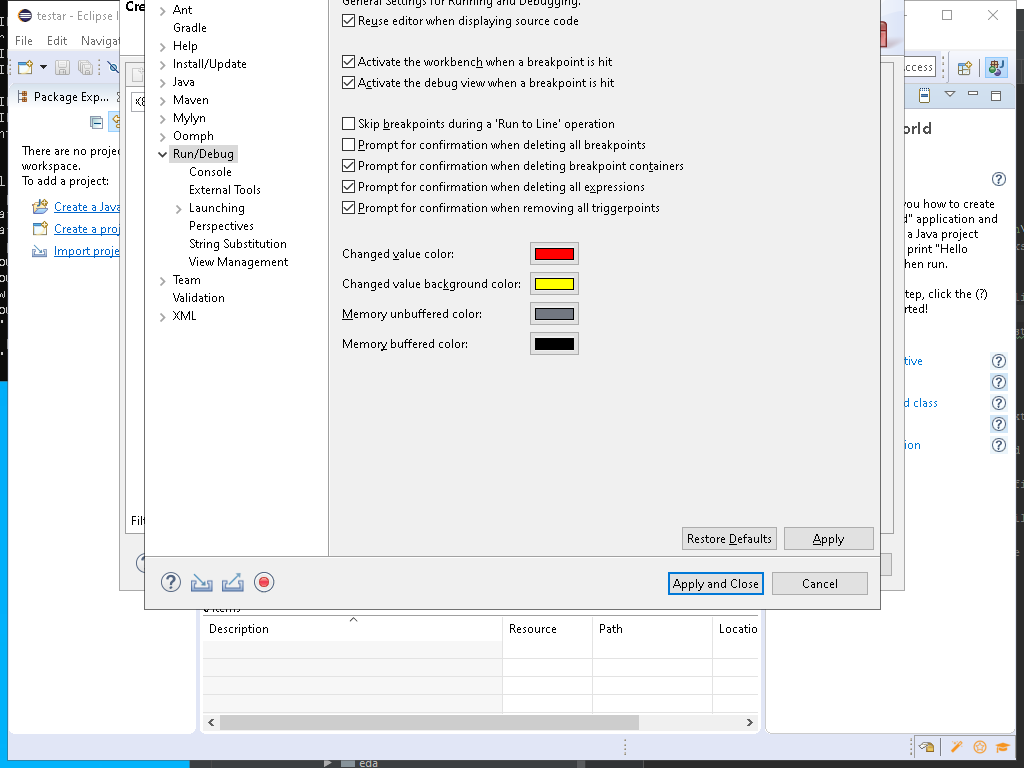 testar - Eclipse I
Cre
File Edit Naviga
ccess
Package Exp...
There are no proje
workspace.
To add a project:
Create a Java
Create a proj
Import proje
Ant
Gradle
Help
Install/Update
Java
Maven
Mylyn
Oomph
Run/Debug
Console
External Tools
Launching
Perspectives
String Substitution
View Management
Team
Validation
XML
General Settings for Running and Debugging.
Reuse editor when displaying source code
Activate the workbench when a breakpoint is hit
Activate the debug view when a breakpoint is hit
Skip breakpoints during a 'Run to Line' operation
Prompt for confirmation when deleting all breakpoints
Prompt for confirmation when deleting breakpoint containers
Prompt for confirmation when deleting all expressions
Prompt for confirmation when removing all triggerpoints
Changed value color:
Changed value background color:
Memory unbuffered color:
Memory buffered color:
Restore Defaults Apply
Apply and Close Cancel
Filt
orld
you how to create
d" application and
a Java project
print "Hello
hen run.
tep, click the (?)
rted!
tive
d class
ion
0 items
Description Resource Path Locatio
eda